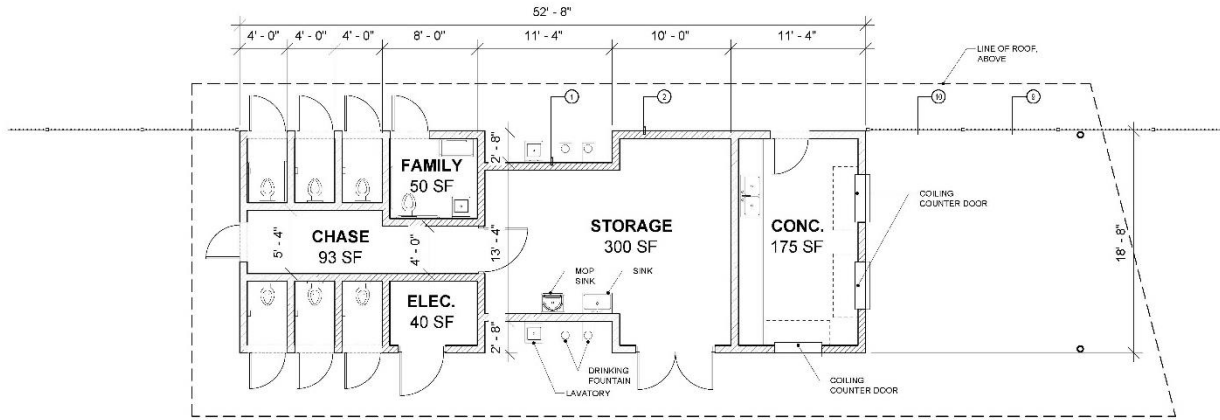 52' - 8"
4' - 0"
4' - 0"
4' - 0"
8' - 0"
11' - 4"
10' - 0"
11' - 4"
LINE OF ROOF,
ABOVE
1
2
10
9
2' - 8"
FAMILY
50 SF
COILING
COUNTER DOOR
STORAGE
300 SF
CONC.
175 SF
CHASE
93 SF
5' - 4"
4' - 0"
13' - 4"
18' - 8"
MOP
SINK
SINK
ELEC.
40 SF
2' - 8"
DRINKING
FOUNTAIN
LAVATORY
COILING
COUNTER DOOR